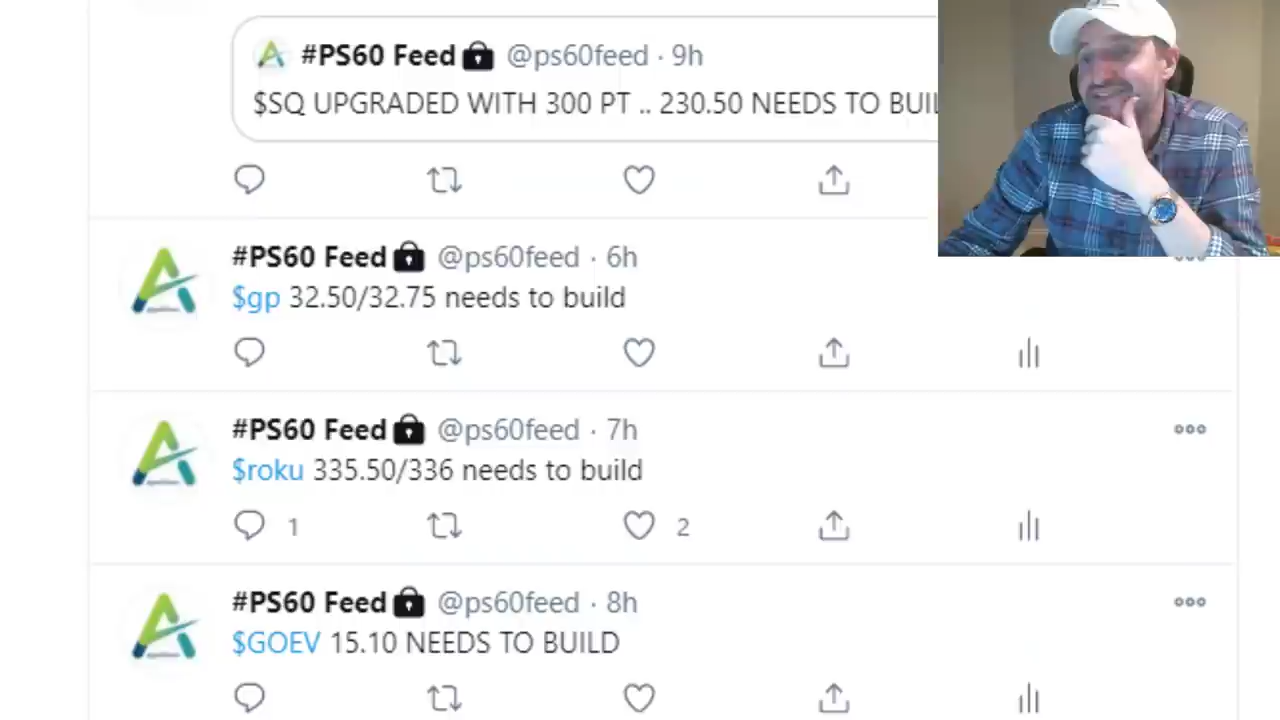 #PS60 Feed🔒 @ps60feed · 9h
$SQ UPGRADED WITH 300 PT .. 230.50 NEEDS TO
#PS60 Feed🔒 @ps60feed · 6h
$gp 32.50/32.75 needs to build
#PS60 Feed🔒 @ps60feed · 7h
$roku 335.50/336 needs to build
1
2
#PS60 Feed🔒 @ps60feed · 8h
$GOEV 15.10 NEEDS TO BUILD